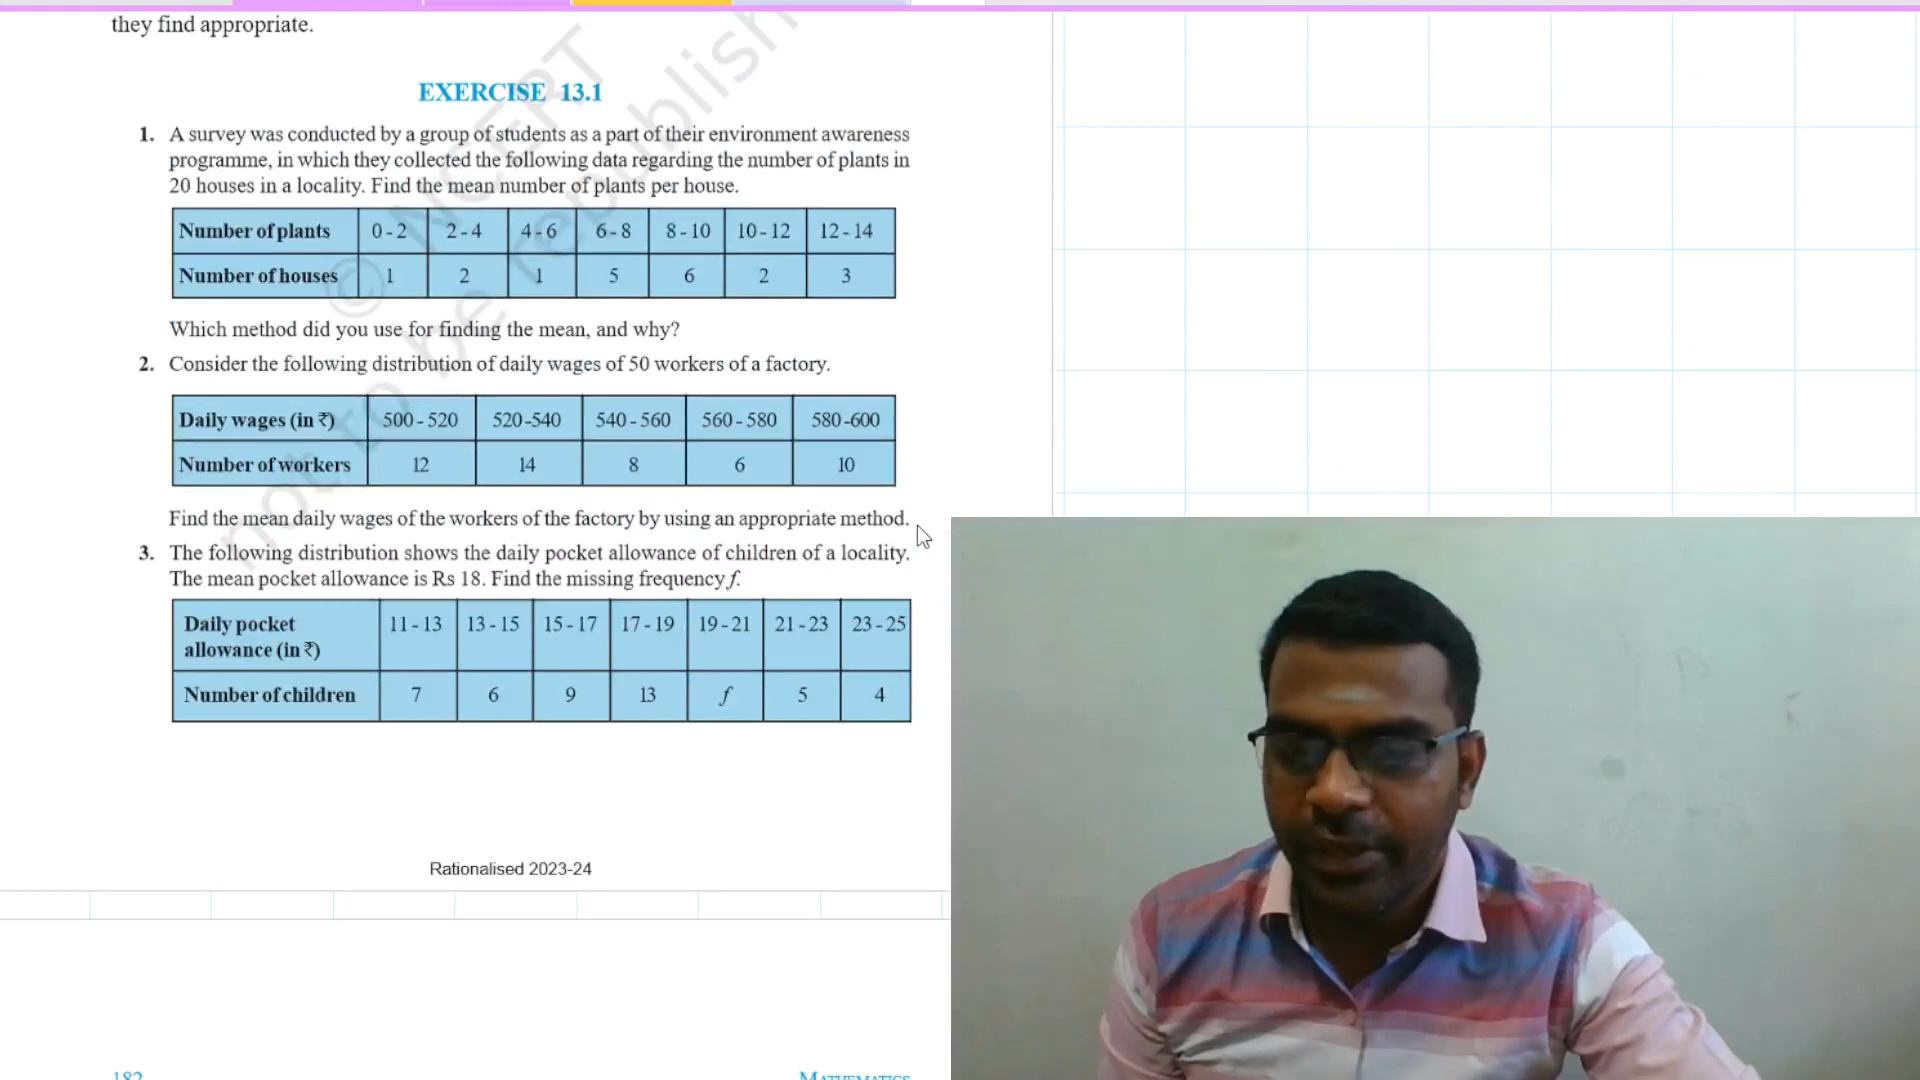 they find appropriate.
EXERCISE 13.1
1. A survey was conducted by a group of students as a part of their environment awareness
programme, in which they collected the following data regarding the number of plants in
20 houses in a locality. Find the mean number of plants per house.
Number of plants 0 - 2 2 - 4 4 - 6 6 - 8 8 - 10 10 - 12 12 - 14
Number of houses 1 2 1 5 6 2 3
Which method did you use for finding the mean, and why?
2. Consider the following distribution of daily wages of 50 workers of a factory.
Daily wages (in ₹) 500 - 520 520-540 540 - 560 560 - 580 580-600
Number of workers 12 14 8 6 10
Find the mean daily wages of the workers of the factory by using an appropriate method.
3. The following distribution shows the daily pocket allowance of children of a locality.
The mean pocket allowance is Rs 18. Find the missing frequency f.
Daily pocket
allowance (in ₹) 11 - 13 13 - 15 15 - 17 17 - 19 19 - 21 21 - 23 23 - 25
Number of children 7 6 9 13 f 5 4
© NCERT
not to be republish
Rationalised 2023-24
182 MATHEMATICS